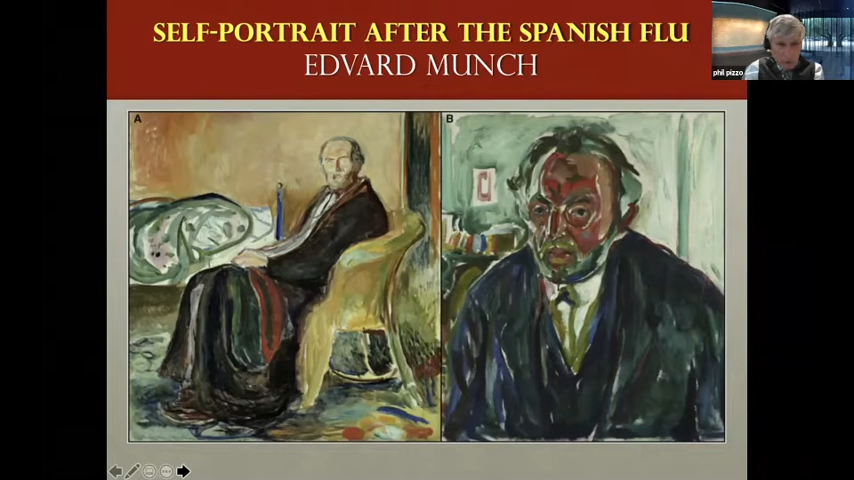 SELF-PORTRAIT AFTER THE SPANISH FLU
EDVARD MUNCH
phil pizzo
A
B